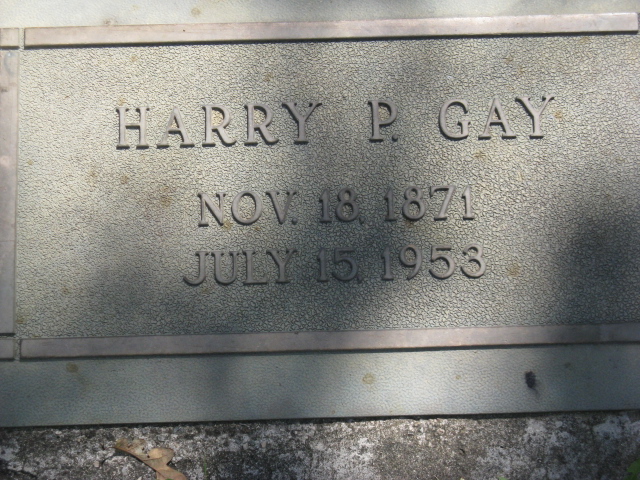 HARRY P. GAY
NOV. 18, 1871
JULY 15, 1953